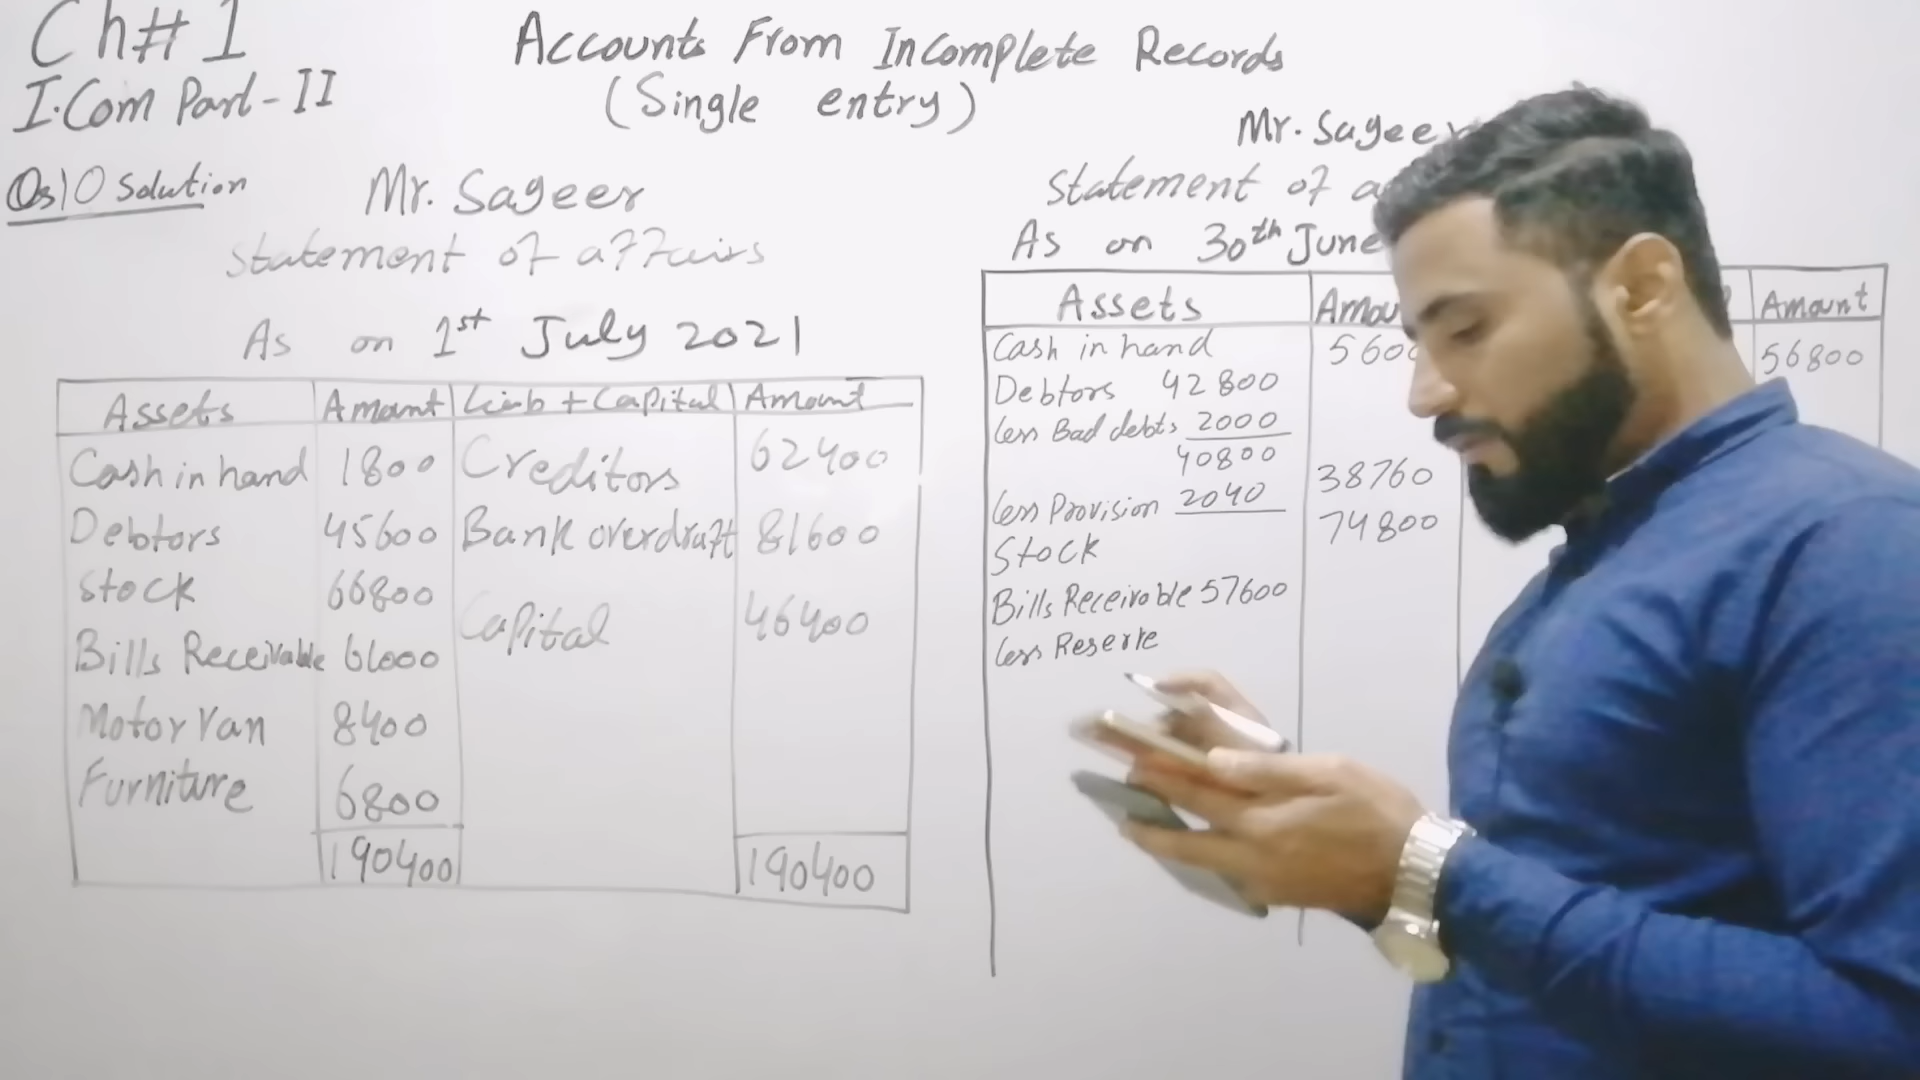 Ch# 1
I.Com Part-II
Accounts From Incomplete Records
(Single entry)
Qs10 Solution
Mr. Sageer
Statement of affairs
As on 1st July 2021
Assets Amount Liab + Capital Amount
Cash in hand 1800 Creditors 62400
Debtors 45600 Bank overdraft 81600
Stock 66800 Capital 46400
Bills Receivable 61000
Motor Van 8400
Furniture 6800
190400 190400
Mr. Sageer
Statement of a
As on 30th June
Assets Amou Amount
Cash in hand 5600 56800
Debtors 42800
less Bad debts 2000
40800
less Provision 2040 38760
Stock 74800
Bills Receivable 57600
less Reserve